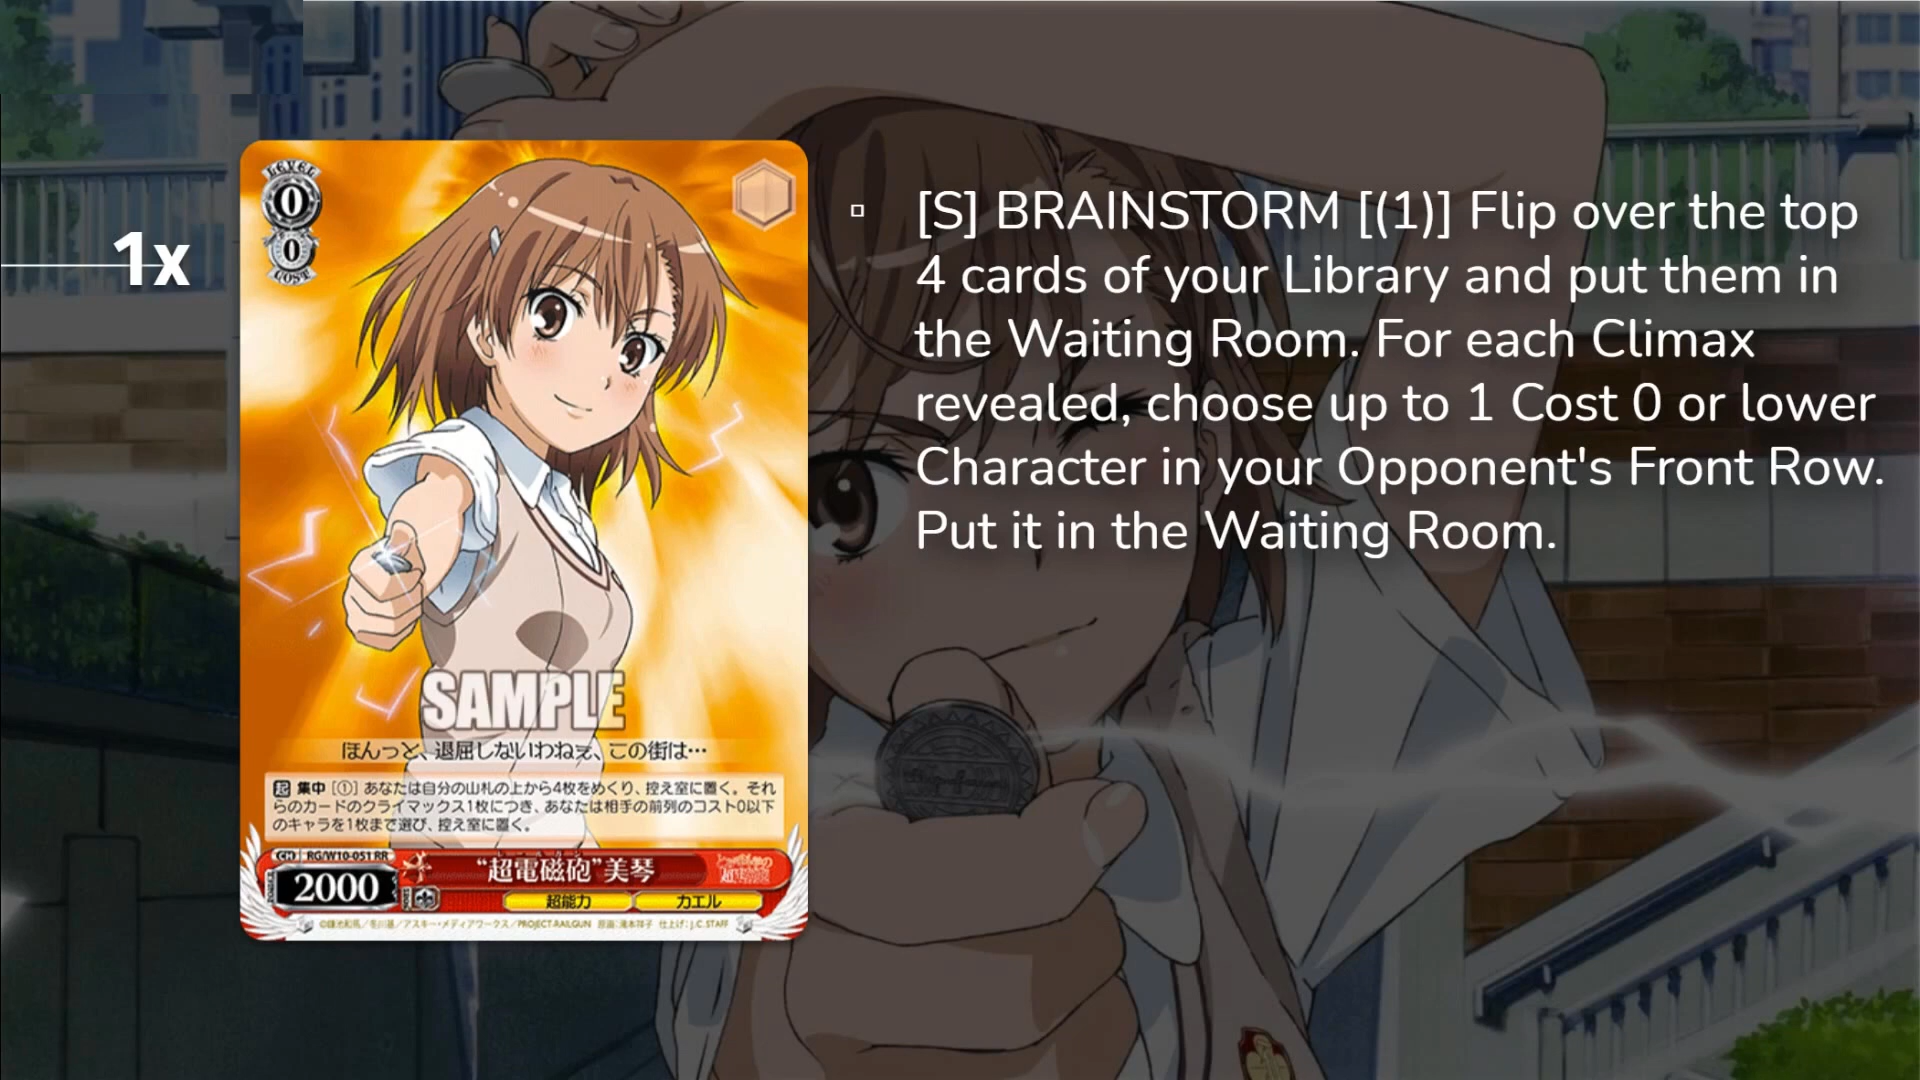 1x
LEVEL
0
0
COST
SAMPLE
ほんっと、退屈しないわねぇ、この街は…
起 集中 [①] あなたは自分の山札の上から4枚をめくり、控え室に置く。それ
らのカードのクライマックス1枚につき、あなたは相手の前列のコスト0以下
のキャラを1枚まで選び、控え室に置く。
CH RG/W10-051 RR
2000
“超電磁砲”美琴
超能力 カエル
[S] BRAINSTORM [(1)] Flip over the top
4 cards of your Library and put them in
the Waiting Room. For each Climax
revealed, choose up to 1 Cost 0 or lower
Character in your Opponent's Front Row.
Put it in the Waiting Room.